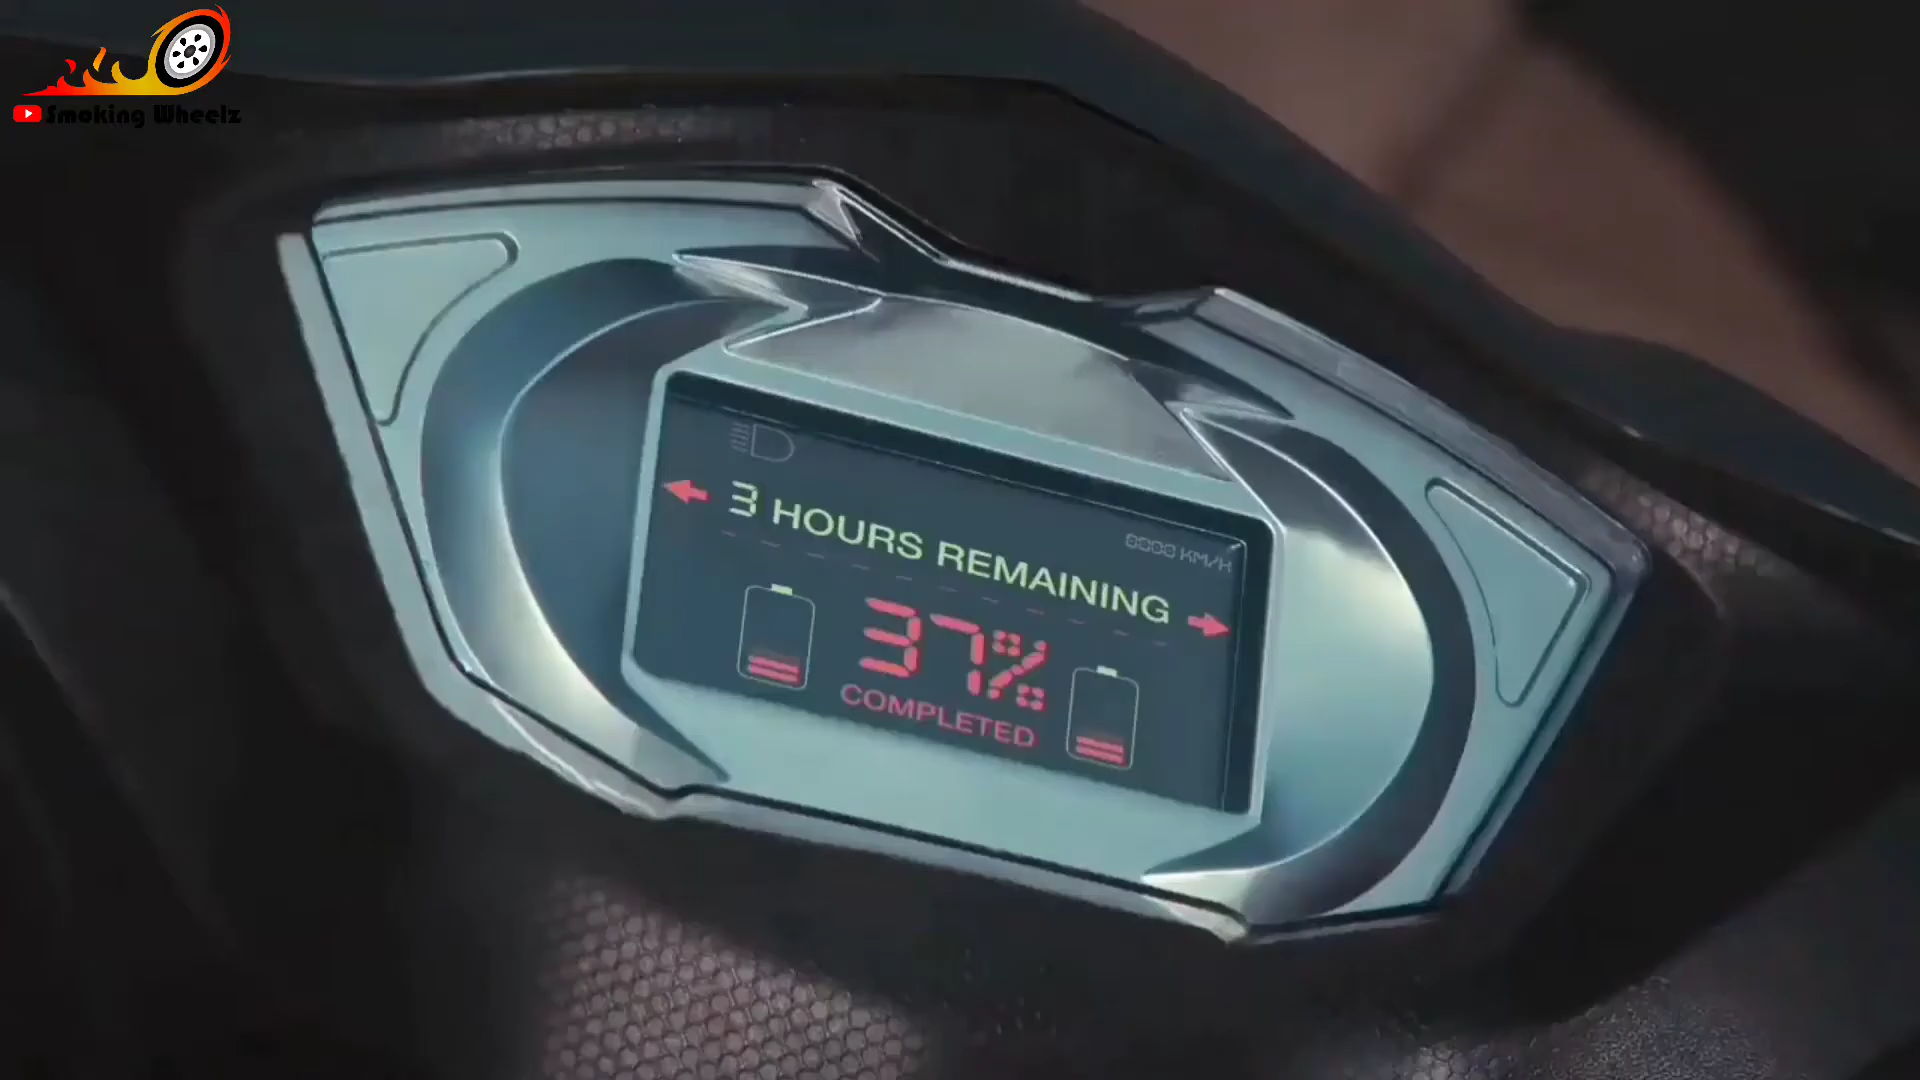 Smoking Wheelz
3 HOURS REMAINING
KM/H
37%
COMPLETED